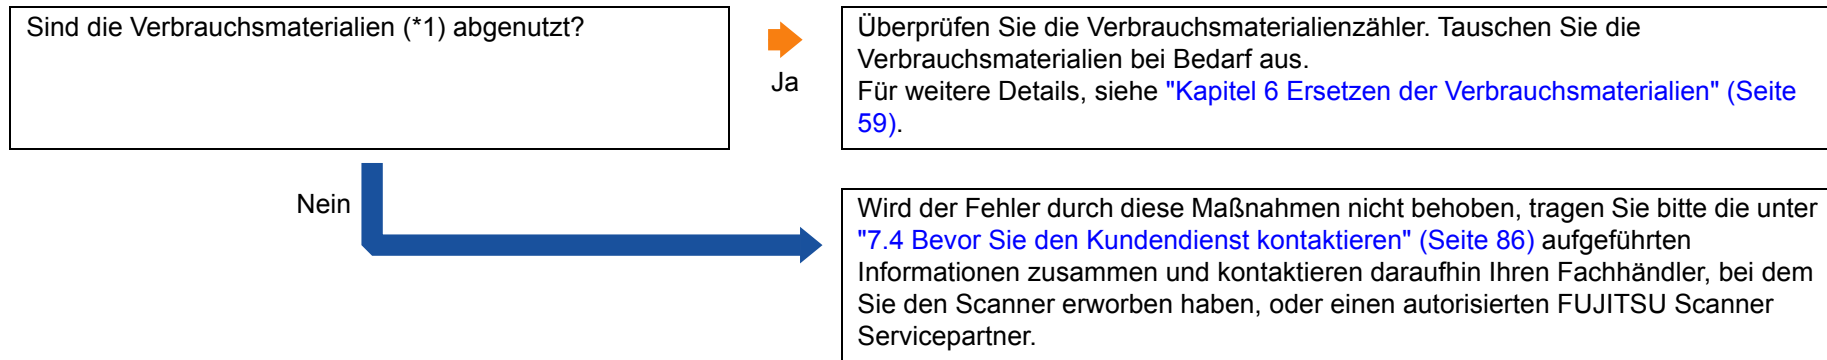 Sind die Verbrauchsmaterialien (*1) abgenutzt?
Ja
Überprüfen Sie die Verbrauchsmaterialienzähler. Tauschen Sie die
Verbrauchsmaterialien bei Bedarf aus.
Für weitere Details, siehe "Kapitel 6 Ersetzen der Verbrauchsmaterialien" (Seite
59).
Nein
Wird der Fehler durch diese Maßnahmen nicht behoben, tragen Sie bitte die unter
"7.4 Bevor Sie den Kundendienst kontaktieren" (Seite 86) aufgeführten
Informationen zusammen und kontaktieren daraufhin Ihren Fachhändler, bei dem
Sie den Scanner erworben haben, oder einen autorisierten FUJITSU Scanner
Servicepartner.